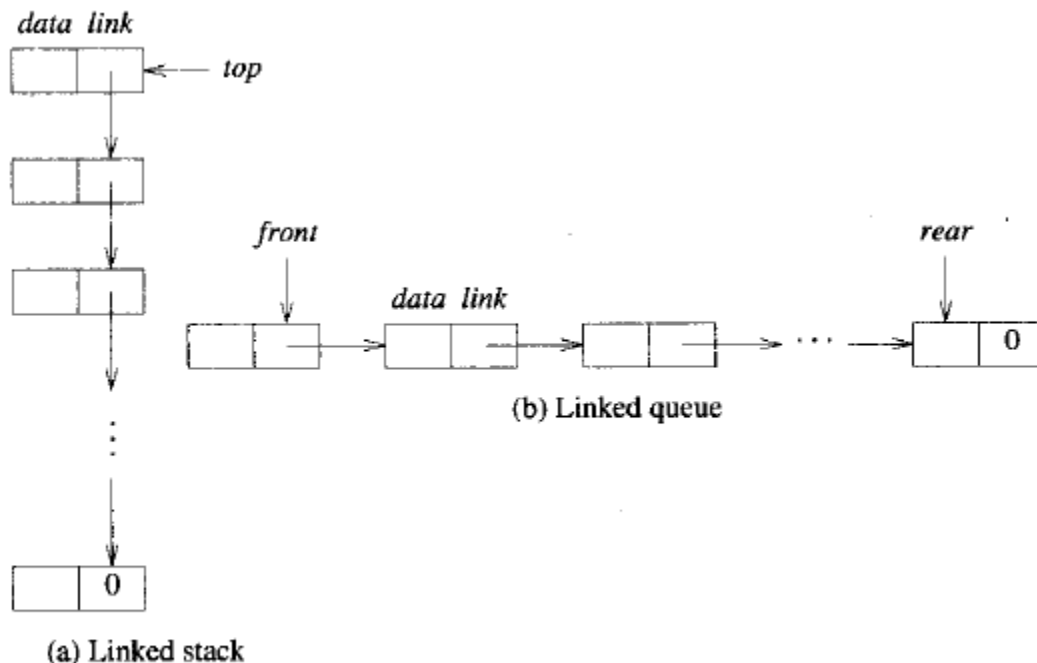 data link
top
front
rear
data link
0
(b) Linked queue
0
(a) Linked stack